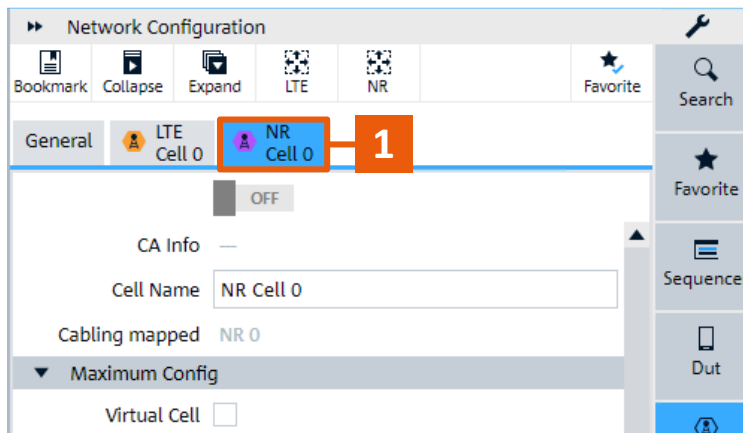 Network Configuration
Bookmark
Collapse
Expand
LTE
NR
Favorite
Search
General
LTE
Cell 0
NR
Cell 0
1
Favorite
OFF
CA Info —
Cell Name NR Cell 0
Sequence
Cabling mapped NR 0
Dut
Maximum Config
Virtual Cell